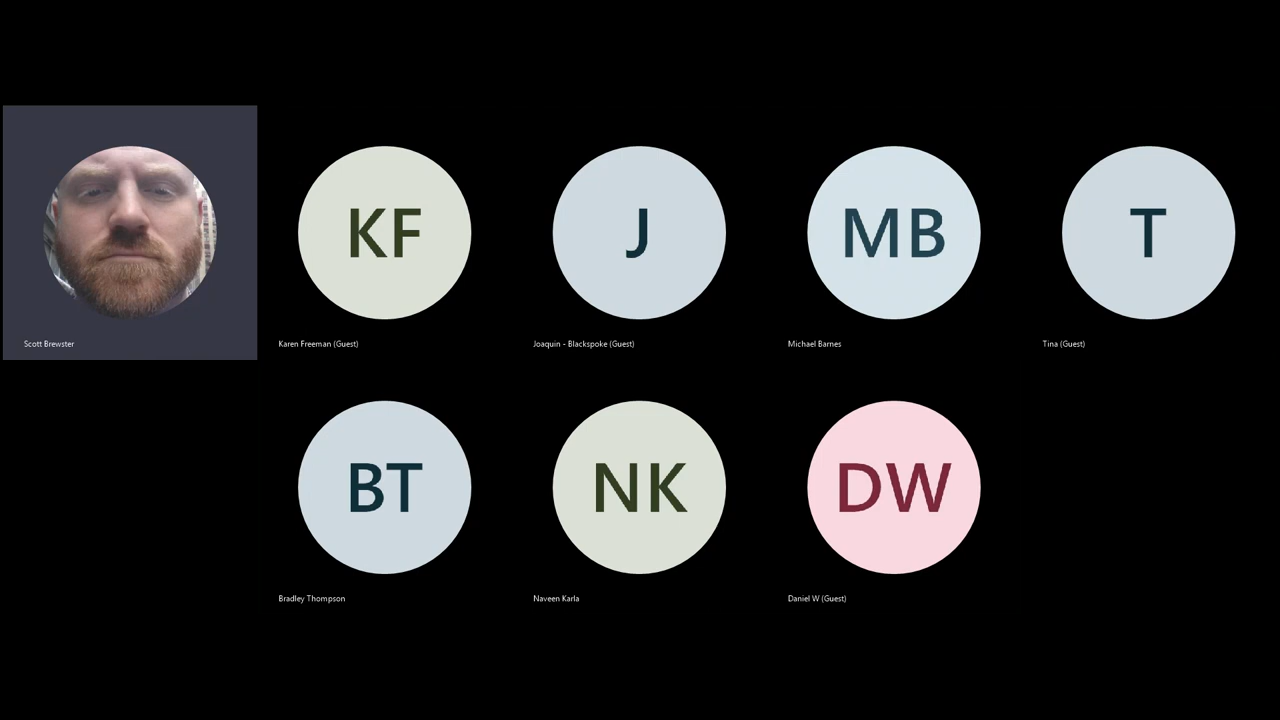 KF
J
MB
T
Scott Brewster
Karen Freeman (Guest)
Joaquin - Blackspoke (Guest)
Michael Barnes
Tina (Guest)
BT
NK
DW
Bradley Thompson
Naveen Karla
Daniel W (Guest)